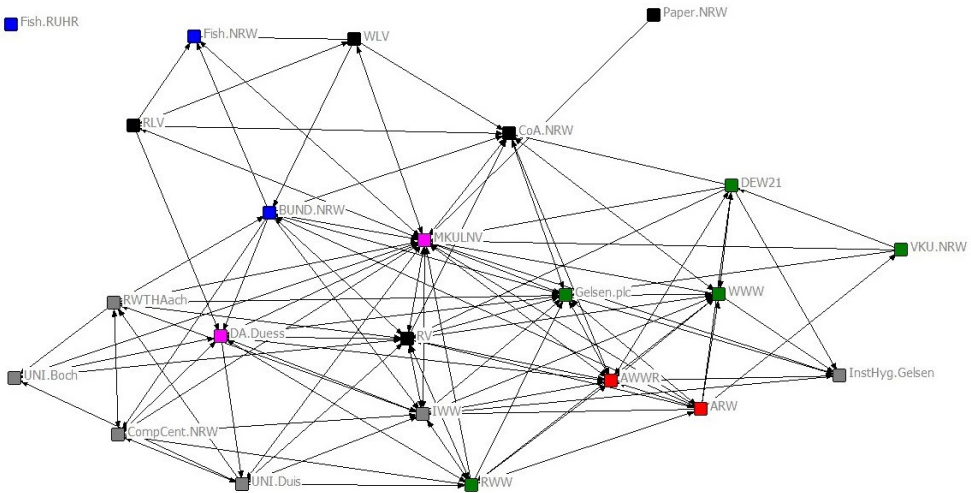 Paper.NRW
Fish.RUHR
Fish.NRW
WLV
RLV
CoA.NRW
DEW21
BUND.NRW
MKULNV
VKU.NRW
Gelsen.plc
WWW
RWTHAach
DA.Duess
RV
UNI.Boch
AWWR
InstHyg.Gelsen
ARW
IWW
CompCent.NRW
UNI.Duis
RWW